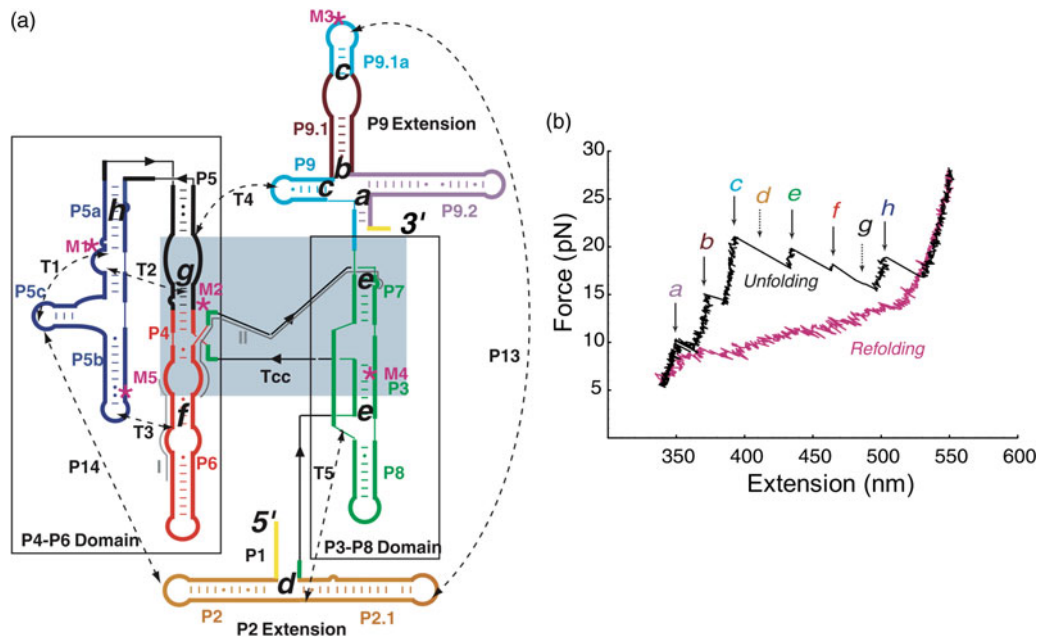 (a)
M3*
P9.1a
c
P9.1
P9 Extension
b
P9
c
a
P9.2
T4
3'
P5
P5a
h
M1*
T1
T2
g
M2
*
P5c
P4
II
e
P7
P13
P5b
Tcc
M4
*
P3
M5
*
f
e
T3
P14
I
P6
T5
P8
5'
P4-P6 Domain
P1
P3-P8 Domain
d
P2
P2.1
P2 Extension
(b)
30
25
20
15
10
5
Force (pN)
a
b
c
d
e
f
g
h
Unfolding
Refolding
350 400 450 500 550 600
Extension (nm)